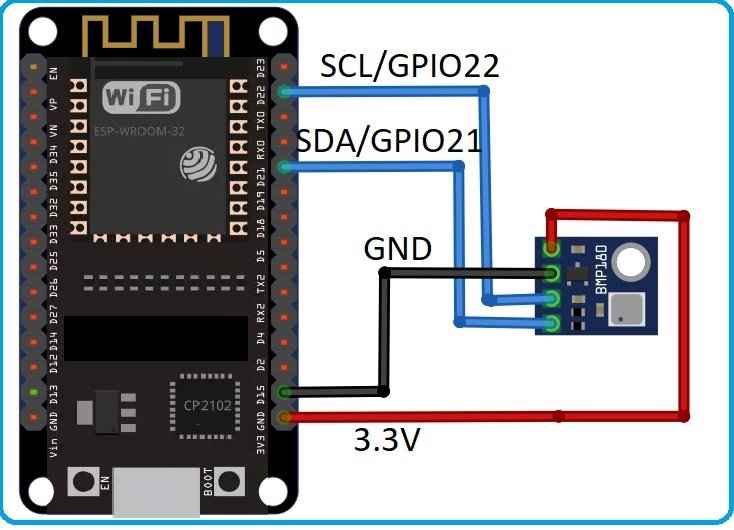 SCL/GPIO22
SDA/GPIO21
GND
3.3V
WiFi
ESP-WROOM-32
CP2102
EN
BOOT
BMP180
EN
VP
VN
D34
D35
D32
D33
D25
D26
D27
D14
D12
D13
GND
Vin
D23
D22
TX0
RX0
D21
D19
D18
D5
TX2
RX2
D4
D2
D15
GND
3V3